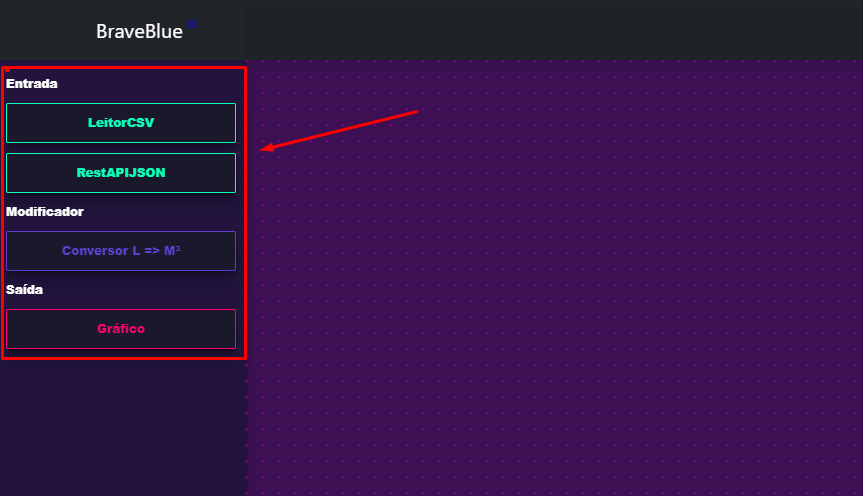 BraveBlue
Entrada
LeitorCSV
RestAPIJSON
Modificador
Conversor L => M³
Saída
Gráfico